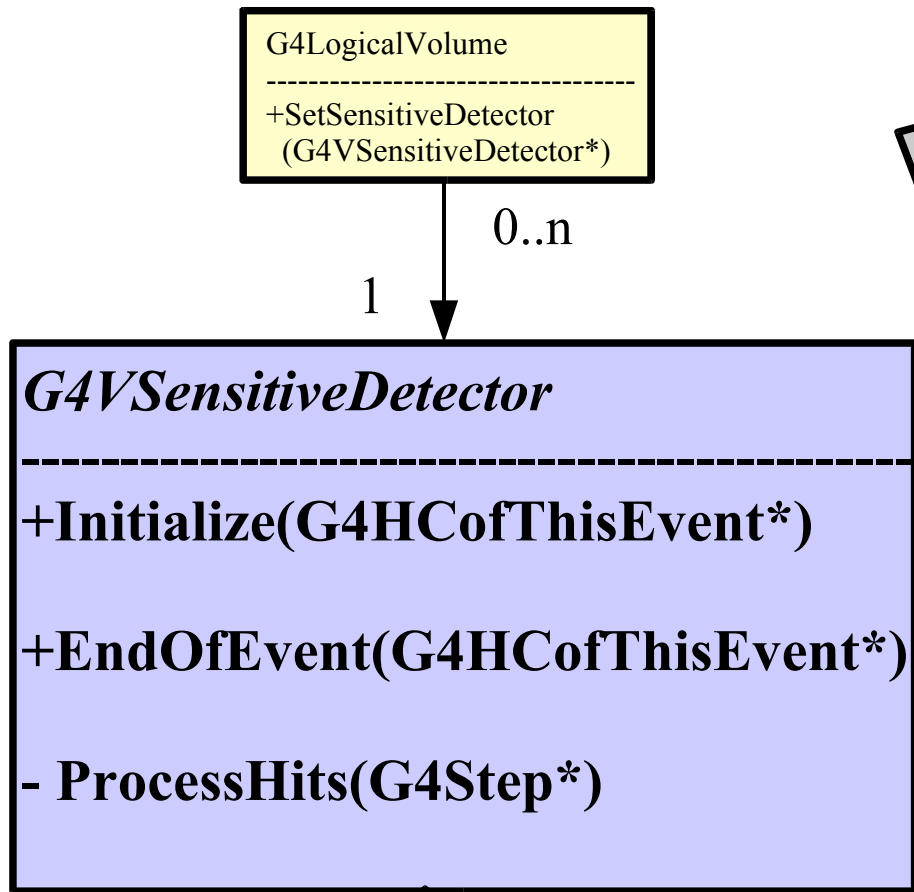 G4LogicalVolume
-----------------------------------
+SetSensitiveDetector
(G4VSensitiveDetector*)
0..n
1
G4VSensitiveDetector
---------------------------------------------
+Initialize(G4HCofThisEvent*)
+EndOfEvent(G4HCofThisEvent*)
- ProcessHits(G4Step*)